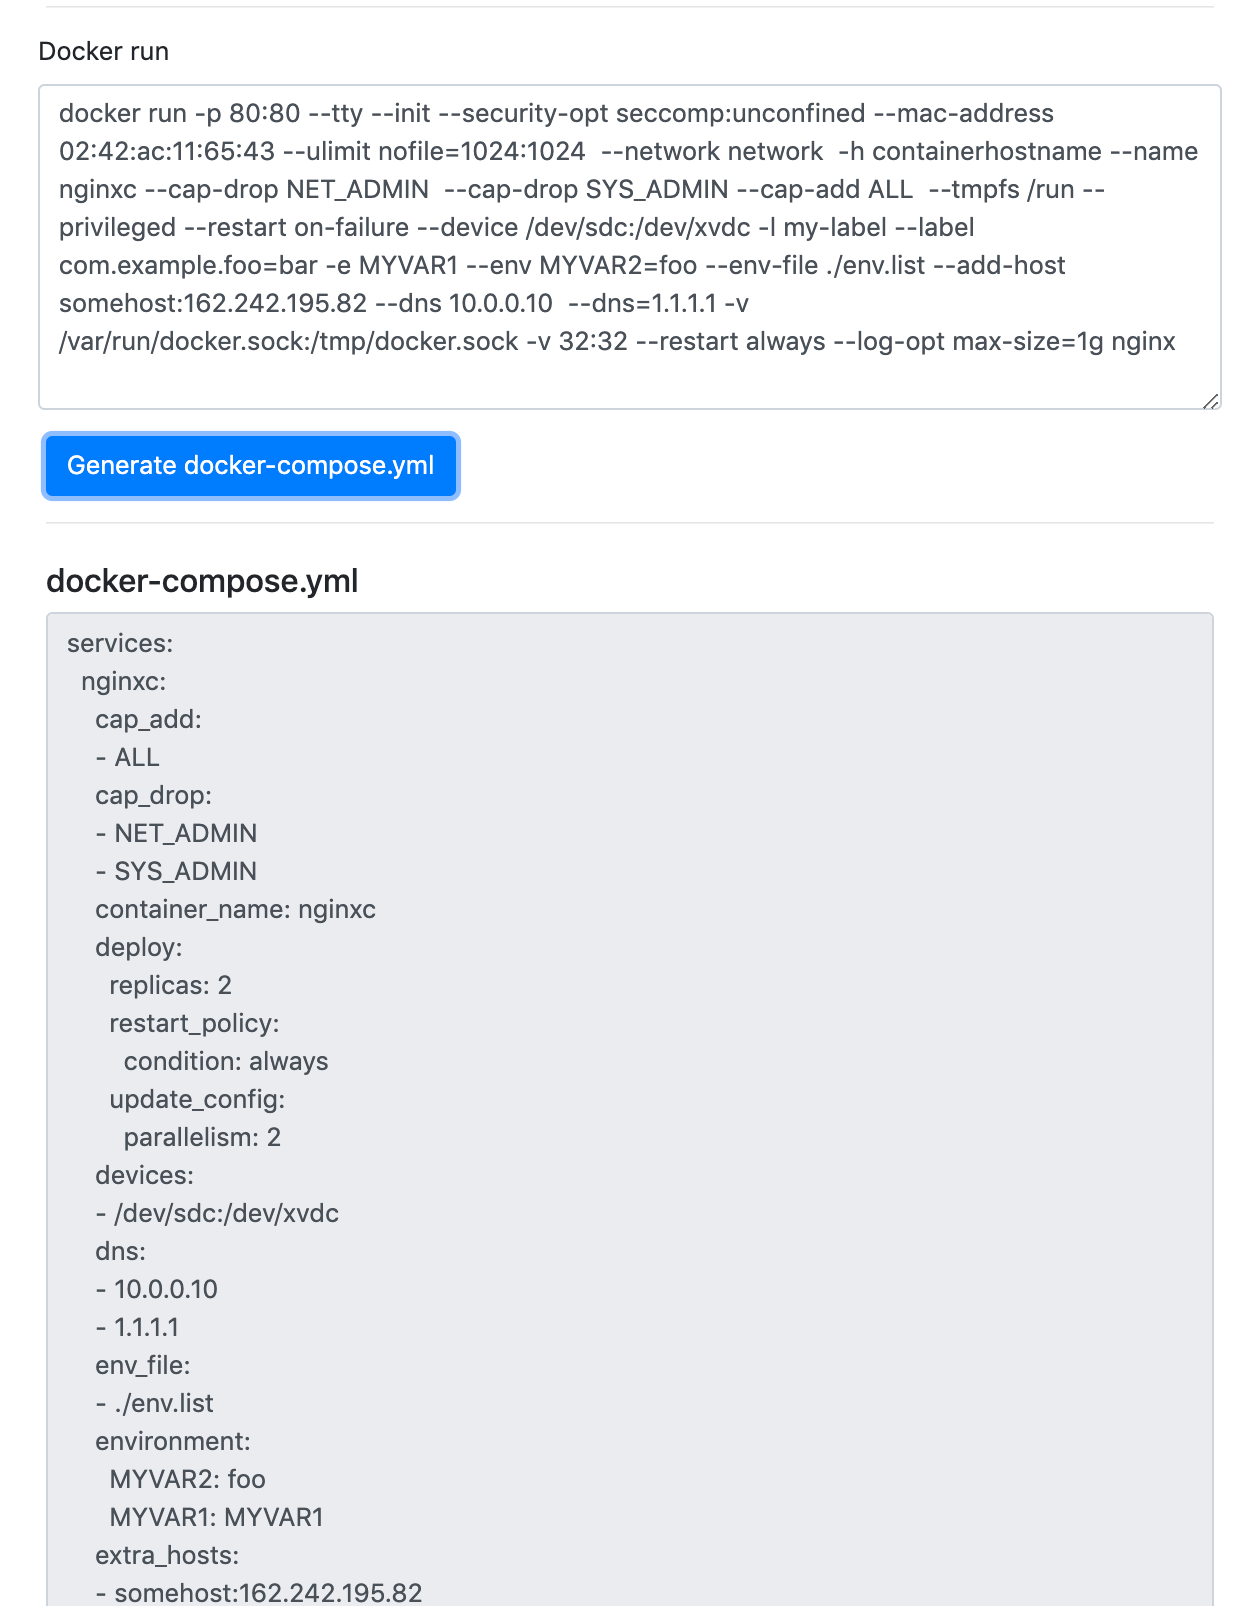 Docker run
docker run -p 80:80 --tty --init --security-opt seccomp:unconfined --mac-address
02:42:ac:11:65:43 --ulimit nofile=1024:1024  --network network  -h containerhostname --name
nginxc --cap-drop NET_ADMIN  --cap-drop SYS_ADMIN --cap-add ALL  --tmpfs /run --
privileged --restart on-failure --device /dev/sdc:/dev/xvdc -l my-label --label
com.example.foo=bar -e MYVAR1 --env MYVAR2=foo --env-file ./env.list --add-host
somehost:162.242.195.82 --dns 10.0.0.10  --dns=1.1.1.1 -v
/var/run/docker.sock:/tmp/docker.sock -v 32:32 --restart always --log-opt max-size=1g nginx
Generate docker-compose.yml
docker-compose.yml
services:
  nginxc:
    cap_add:
    - ALL
    cap_drop:
    - NET_ADMIN
    - SYS_ADMIN
    container_name: nginxc
    deploy:
      replicas: 2
      restart_policy:
        condition: always
      update_config:
        parallelism: 2
    devices:
    - /dev/sdc:/dev/xvdc
    dns:
    - 10.0.0.10
    - 1.1.1.1
    env_file:
    - ./env.list
    environment:
      MYVAR2: foo
      MYVAR1: MYVAR1
    extra_hosts:
    - somehost:162.242.195.82